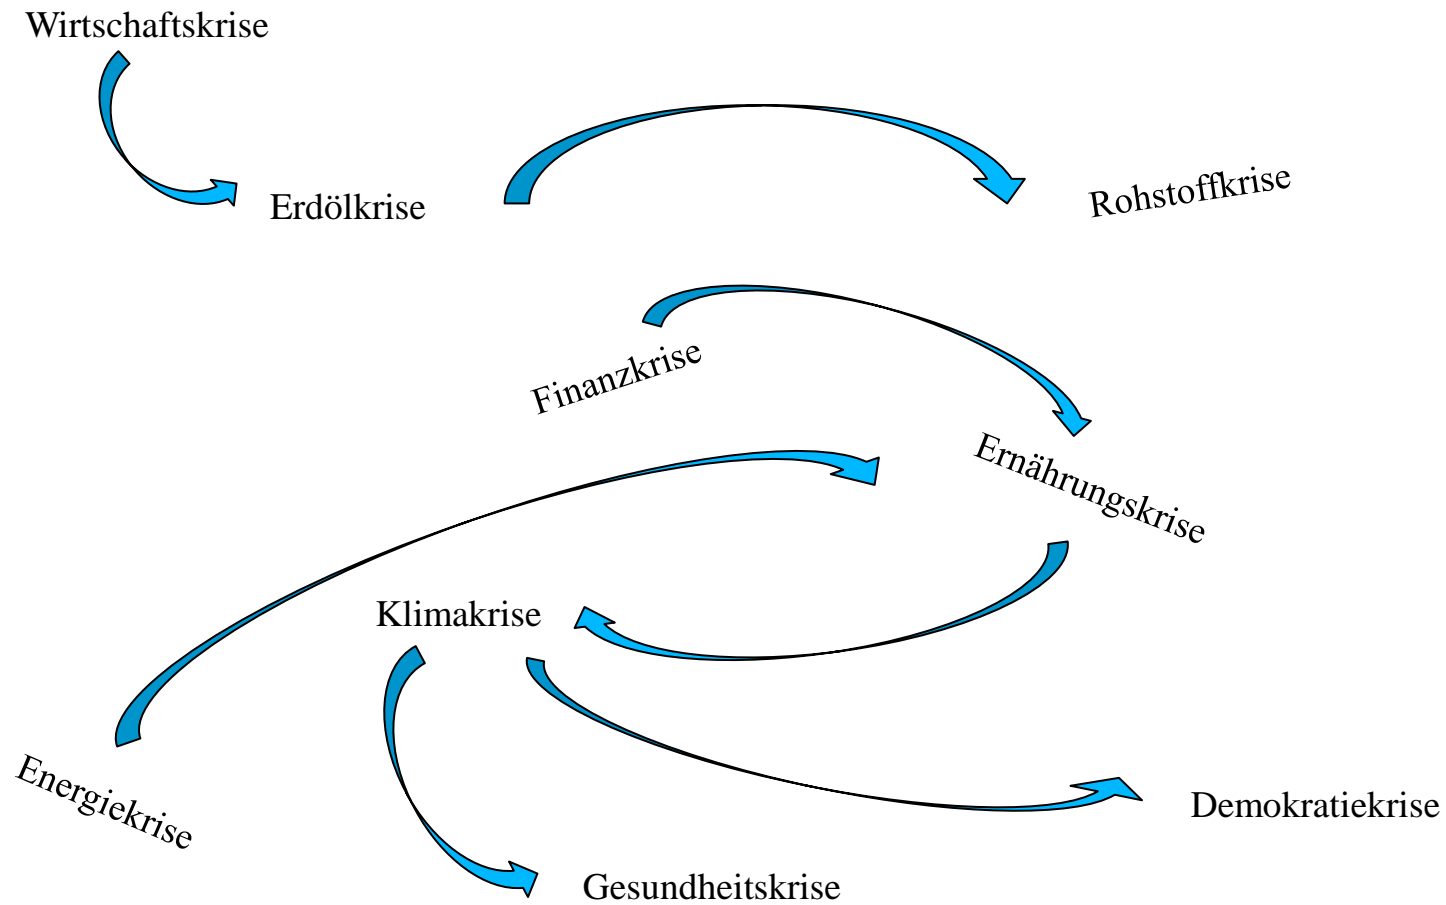 Wirtschaftskrise
Erdölkrise
Rohstoffkrise
Finanzkrise
Ernährungskrise
Klimakrise
Energiekrise
Demokratiekrise
Gesundheitskrise